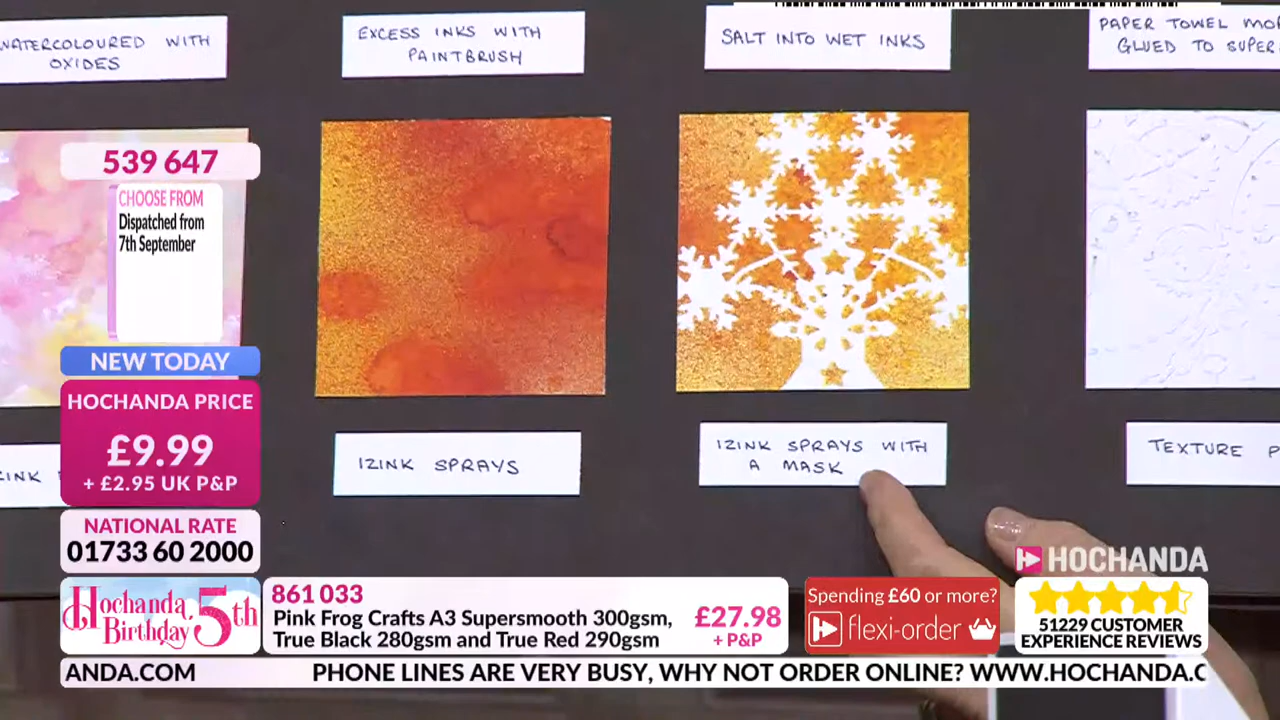 WATERCOLOURED WITH
OXIDES
EXCESS INKS WITH
PAINTBRUSH
SALT INTO WET INKS
PAPER TOWEL
GLUED TO
539 647
CHOOSE FROM
Dispatched from
7th September
NEW TODAY
HOCHANDA PRICE
£9.99
+ £2.95 UK P&P
NATIONAL RATE
01733 60 2000
IZINK SPRAYS
IZINK SPRAYS WITH
A MASK
TEXTURE
HOCHANDA
Hochanda
Birthday
5th
861 033
Pink Frog Crafts A3 Supersmooth 300gsm,
True Black 280gsm and True Red 290gsm
£27.98
+ P&P
Spending £60 or more?
flexi-order
51229 CUSTOMER
EXPERIENCE REVIEWS
ANDA.COM PHONE LINES ARE VERY BUSY, WHY NOT ORDER ONLINE? WWW.HOCHANDA.C